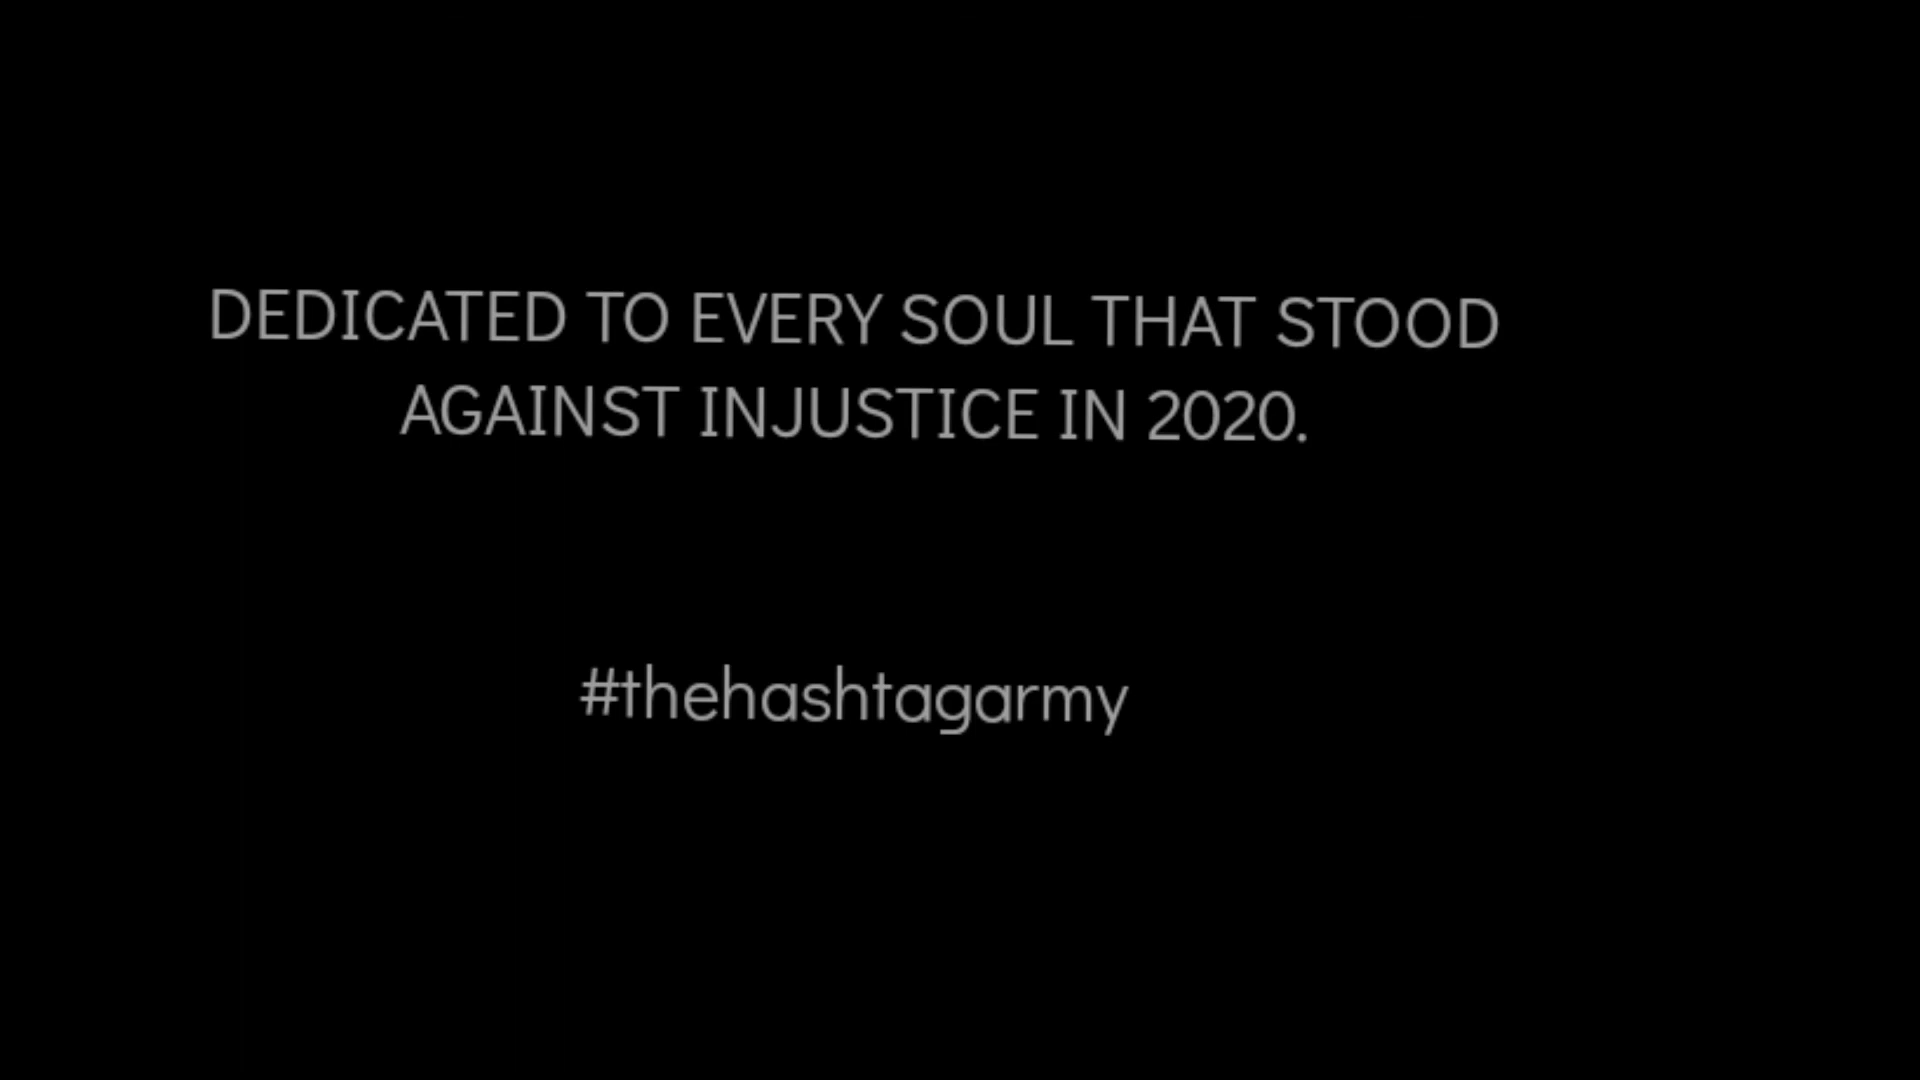 DEDICATED TO EVERY SOUL THAT STOOD
AGAINST INJUSTICE IN 2020.
#thehashtagarmy